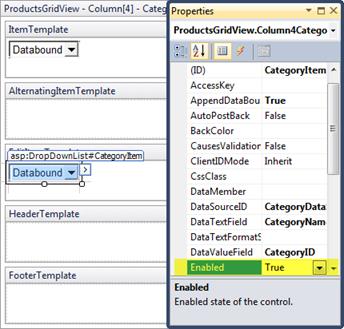 ProductsGridView - Column[4] - Categ
ItemTemplate
Databound
AlternatingItemTemplate
asp:DropDownList#CategoryItem
Databound
HeaderTemplate
FooterTemplate
Properties
ProductsGridView.Column4Catego
(ID) CategoryItem
AccessKey
AppendDataBou True
AutoPostBack False
BackColor
CausesValidation False
ClientIDMode Inherit
CssClass
DataMember
DataSourceID CategoryData
DataTextField CategoryName
DataTextFormatS
DataValueField CategoryID
Enabled True
Enabled
Enabled state of the control.